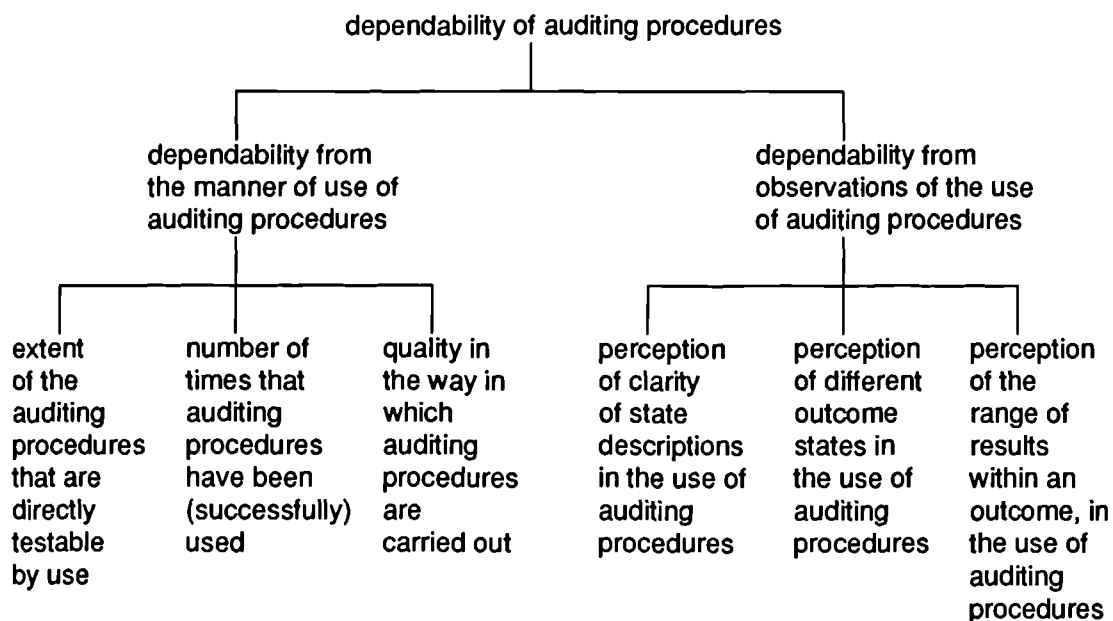 dependability of auditing procedures
dependability from
the manner of use of
auditing procedures
dependability from
observations of the use
of auditing procedures
extent
of the
auditing
procedures
that are
directly
testable
by use
number of
times that
auditing
procedures
have been
(successfully)
used
quality in
the way in
which
auditing
procedures
are
carried out
perception
of clarity
of state
descriptions
in the use of
auditing
procedures
perception
of different
outcome
states in
the use of
auditing
procedures
perception
of the
range of
results
within an
outcome, in
the use of
auditing
procedures